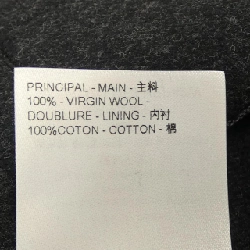 PRINCIPAL - MAIN - 主料
100% - VIRGIN WOOL -
DOUBLURE - LINING - 内衬
100%COTON - COTTON - 棉